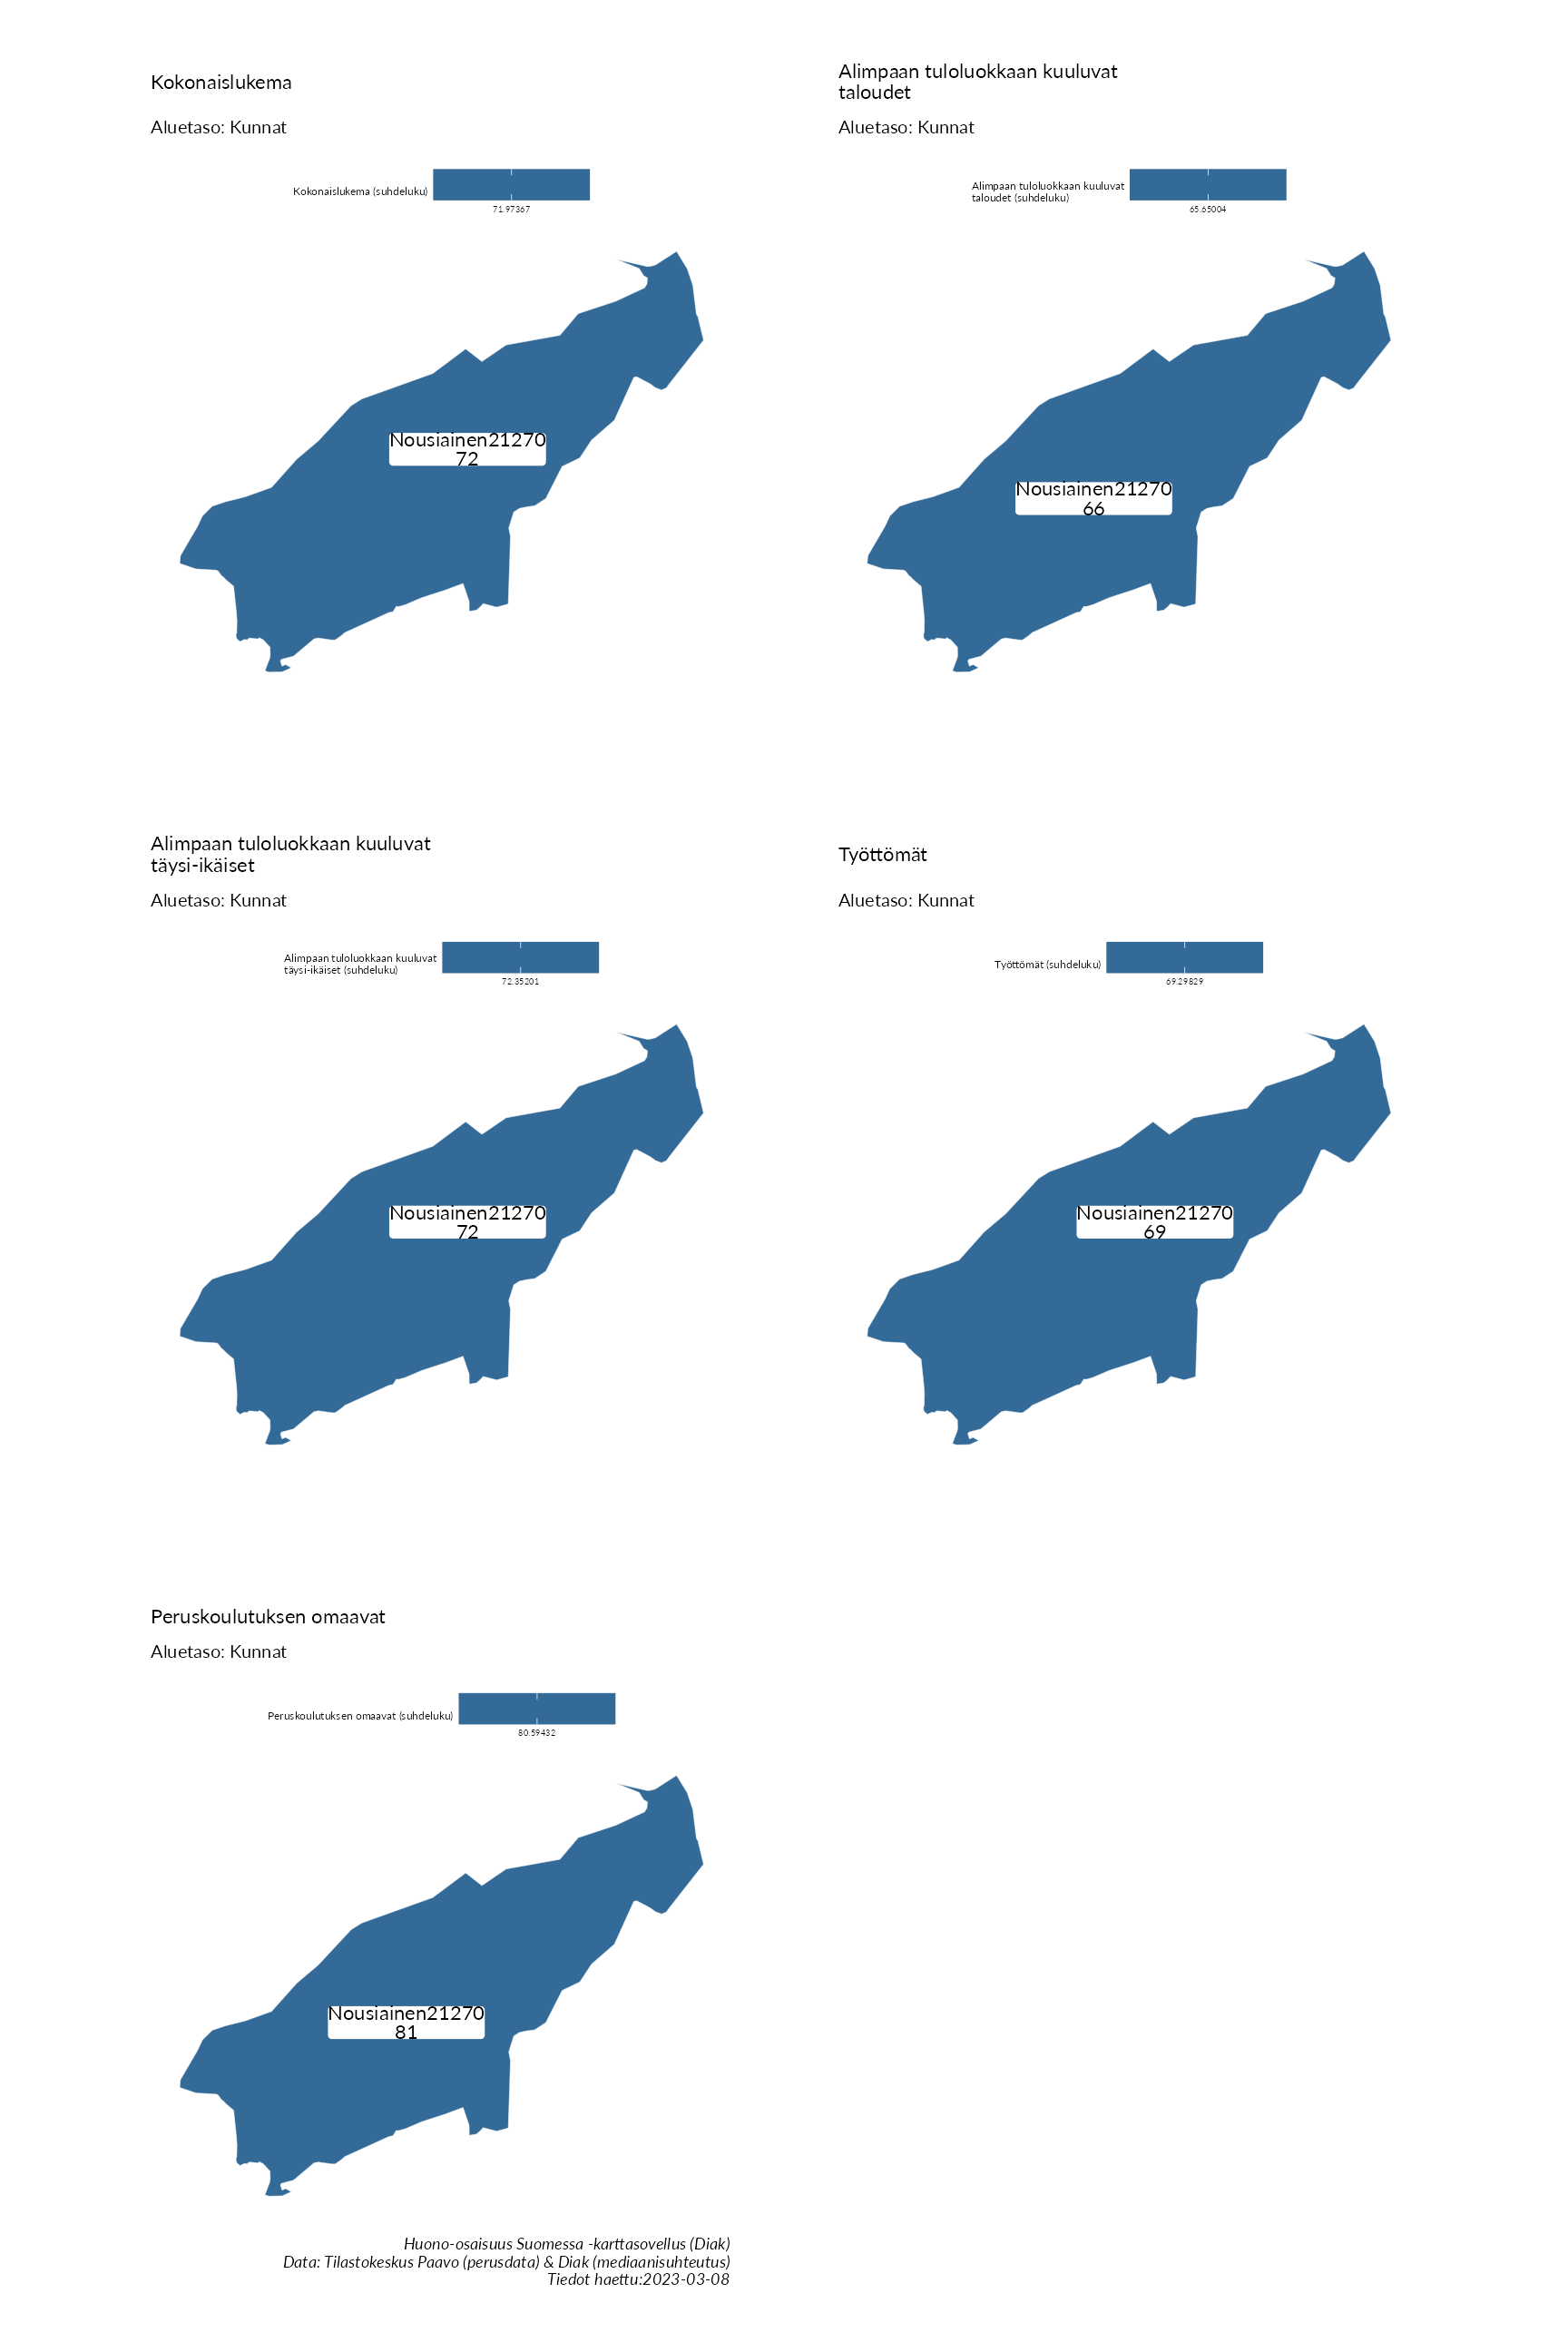 Kokonaislukema
Aluetaso: Kunnat
Kokonaislukema (suhdeluku)
71.97367
Nousiainen21270
72
Alimpaan tuloluokkaan kuuluvat
taloudet
Aluetaso: Kunnat
Alimpaan tuloluokkaan kuuluvat
taloudet (suhdeluku)
65.65004
Nousiainen21270
66
Alimpaan tuloluokkaan kuuluvat
täysi-ikäiset
Aluetaso: Kunnat
Alimpaan tuloluokkaan kuuluvat
täysi-ikäiset (suhdeluku)
72.35201
Nousiainen21270
72
Työttömät
Aluetaso: Kunnat
Työttömät (suhdeluku)
69.29829
Nousiainen21270
69
Peruskoulutuksen omaavat
Aluetaso: Kunnat
Peruskoulutuksen omaavat (suhdeluku)
80.59432
Nousiainen21270
81
Huono-osaisuus Suomessa -karttasovellus (Diak)
Data: Tilastokeskus Paavo (perusdata) & Diak (mediaanisuhteutus)
Tiedot haettu:2023-03-08